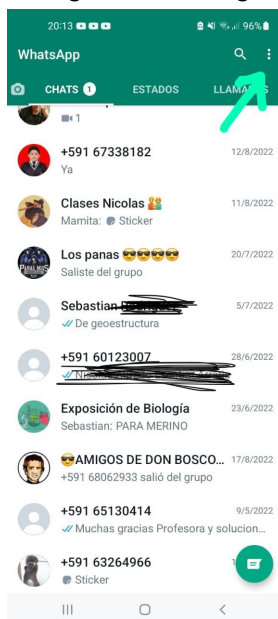 20:13
96%
WhatsApp
CHATS 1
ESTADOS
1
+591 67338182
12/8/2022
Ya
Clases Nicolas
11/8/2022
Mamita: Sticker
Los panas 😎😎😎😎
20/7/2022
Saliste del grupo
Sebastian
5/7/2022
De geoestructura
+591 60123007
28/6/2022
Exposición de Biología
23/6/2022
Sebastian: PARA MERINO
😎AMIGOS DE DON BOSCO...
17/8/2022
+591 68062933 salió del grupo
+591 65130414
9/5/2022
Muchas gracias Profesora y solucion...
+591 63264966
Sticker